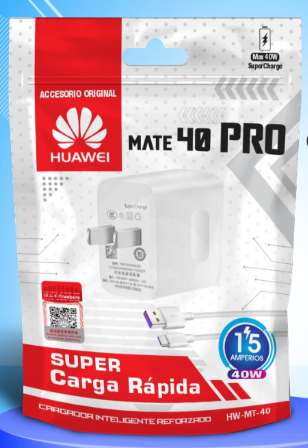 Max 40W
SuperCharge
ACCESORIO ORIGINAL
HUAWEI
MATE 40 PRO
SuperCharge
1'5
AMPERIOS
40W
SUPER
Carga Rápida
CARGADOR INTELIGENTE REFORZADO
HW-MT-40